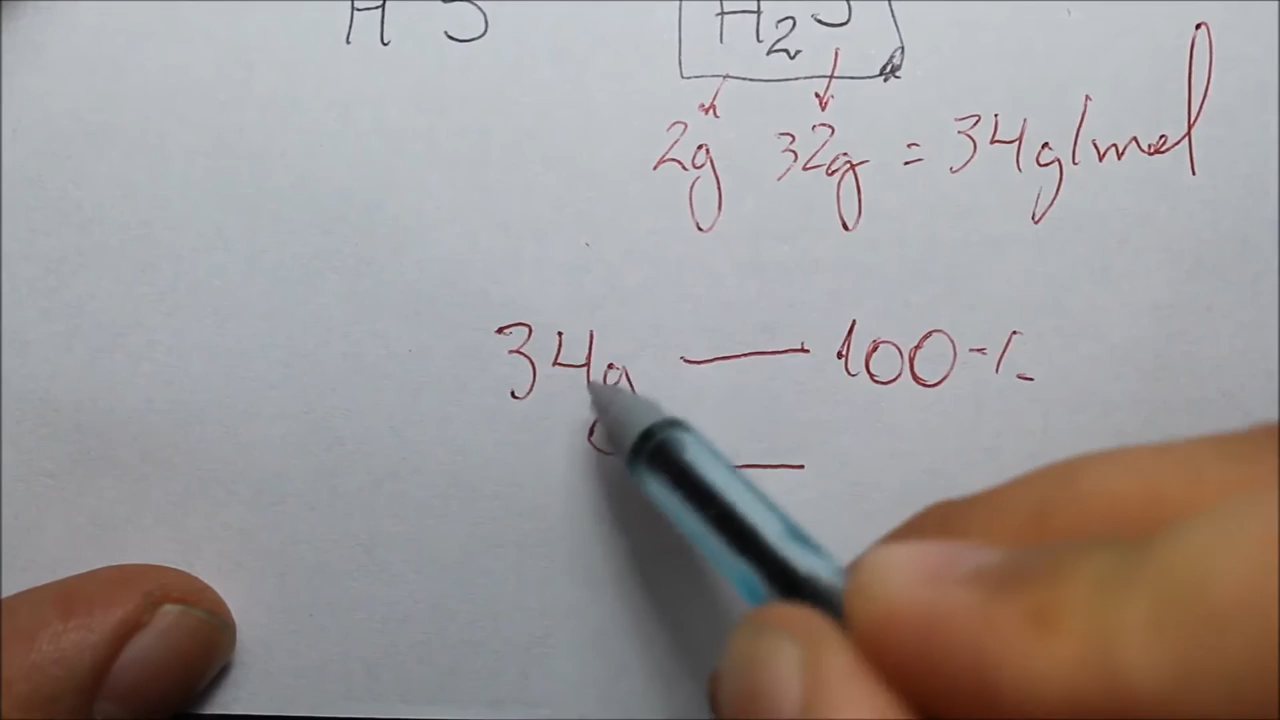 H S H₂S
2g 32g = 34g/mol
34g — 100%
—